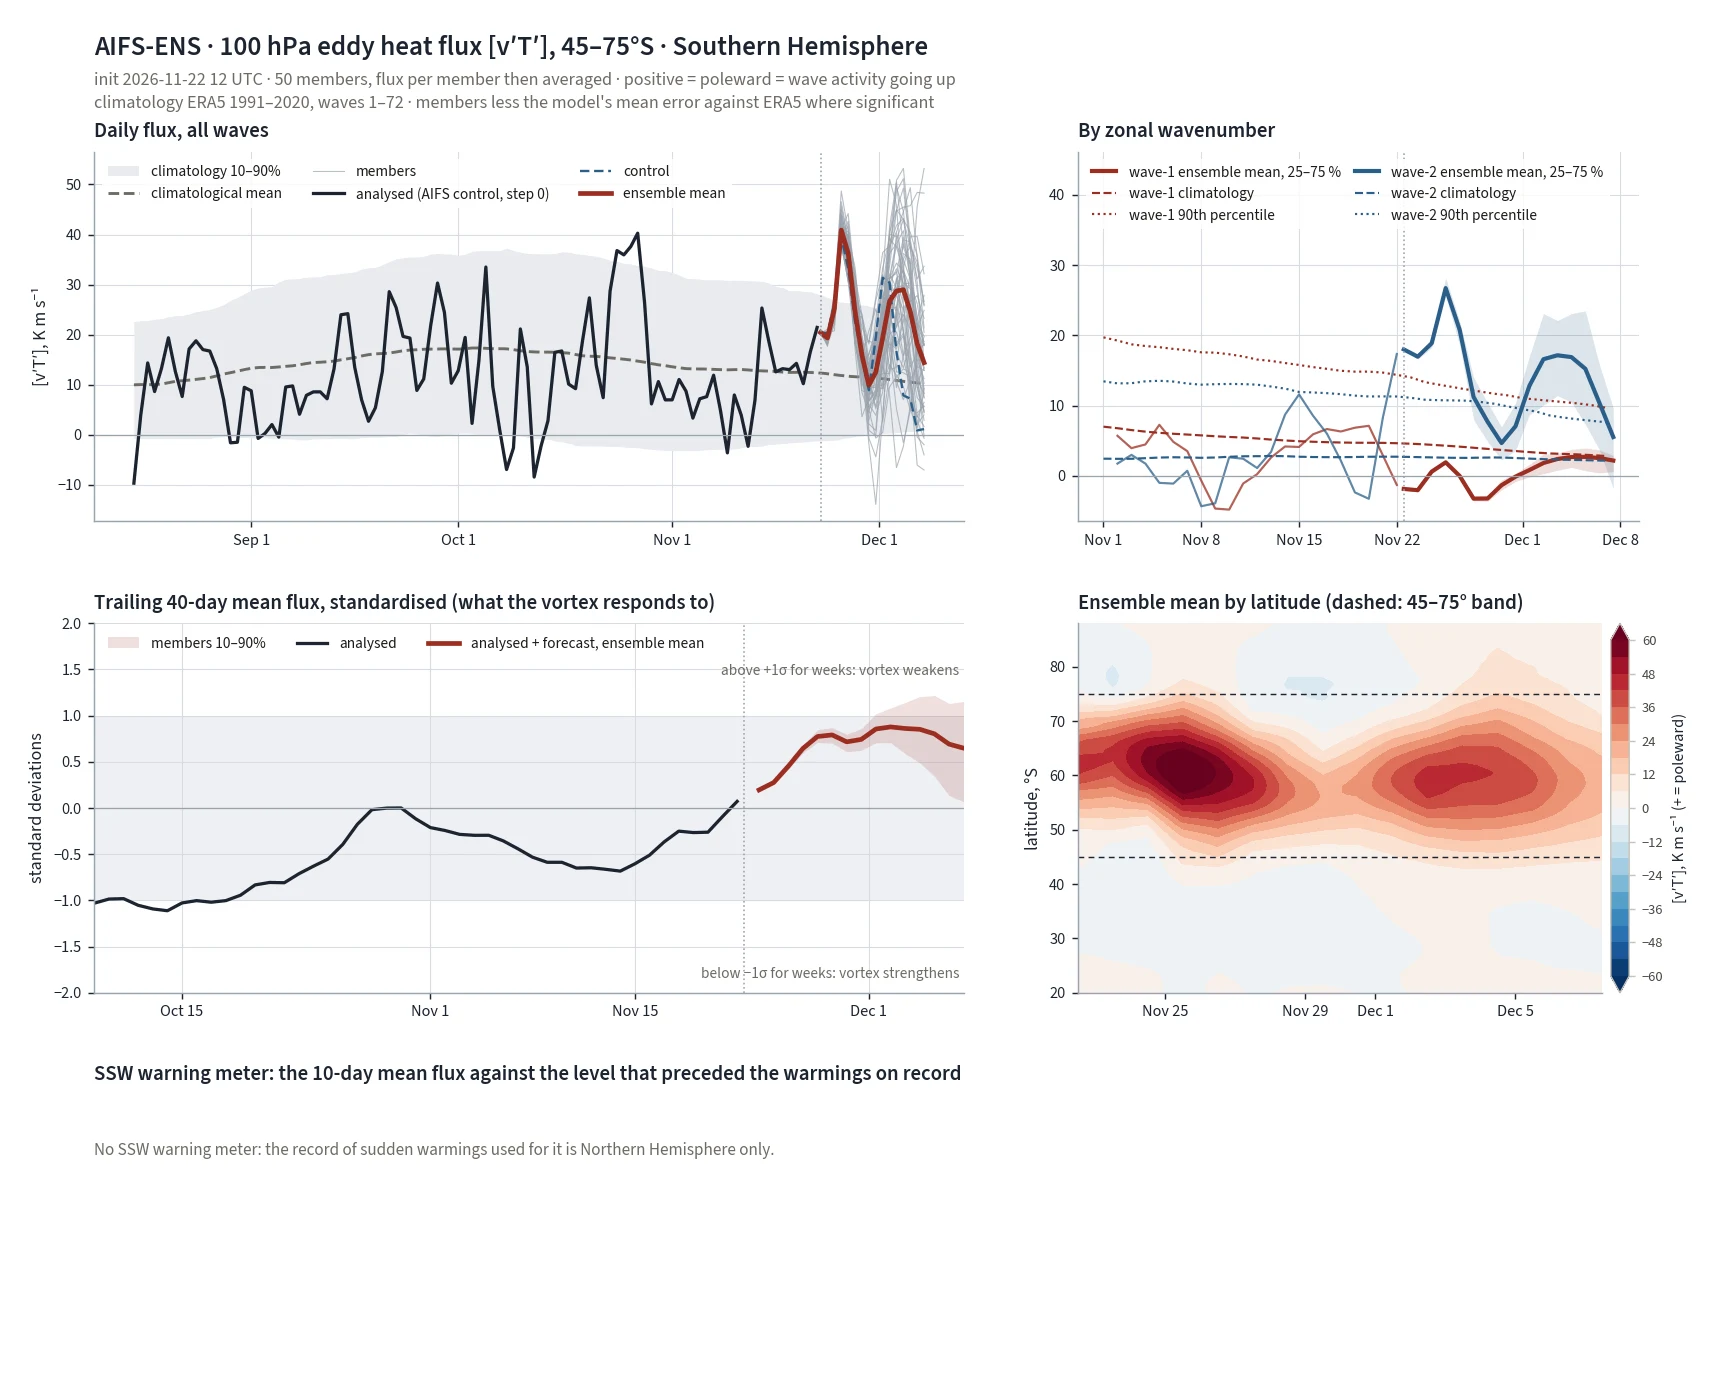 AIFS-ENS · 100 hPa eddy heat flux [v′T′], 45–75°S · Southern Hemisphere
init 2026-11-22 12 UTC · 50 members, flux per member then averaged · positive = poleward = wave activity going up
climatology ERA5 1991–2020, waves 1–72 · members less the model's mean error against ERA5 where significant
Daily flux, all waves
climatology 10–90%
members
control
climatological mean
analysed (AIFS control, step 0)
ensemble mean
[v′T′], K m s⁻¹
50
40
30
20
10
0
−10
Sep 1
Oct 1
Nov 1
Dec 1
By zonal wavenumber
wave-1 ensemble mean, 25–75 %
wave-2 ensemble mean, 25–75 %
wave-1 climatology
wave-2 climatology
wave-1 90th percentile
wave-2 90th percentile
40
30
20
10
0
Nov 1
Nov 8
Nov 15
Nov 22
Dec 1
Dec 8
Trailing 40-day mean flux, standardised (what the vortex responds to)
members 10–90%
analysed
analysed + forecast, ensemble mean
above +1σ for weeks: vortex weakens
below −1σ for weeks: vortex strengthens
standard deviations
2.0
1.5
1.0
0.5
0.0
−0.5
−1.0
−1.5
−2.0
Oct 15
Nov 1
Nov 15
Dec 1
Ensemble mean by latitude (dashed: 45–75° band)
latitude, °S
80
70
60
50
40
30
20
Nov 25
Nov 29
Dec 1
Dec 5
60
48
36
24
12
0
−12
−24
−36
−48
−60
[v′T′], K m s⁻¹ (+ = poleward)
SSW warning meter: the 10-day mean flux against the level that preceded the warmings on record
No SSW warning meter: the record of sudden warmings used for it is Northern Hemisphere only.